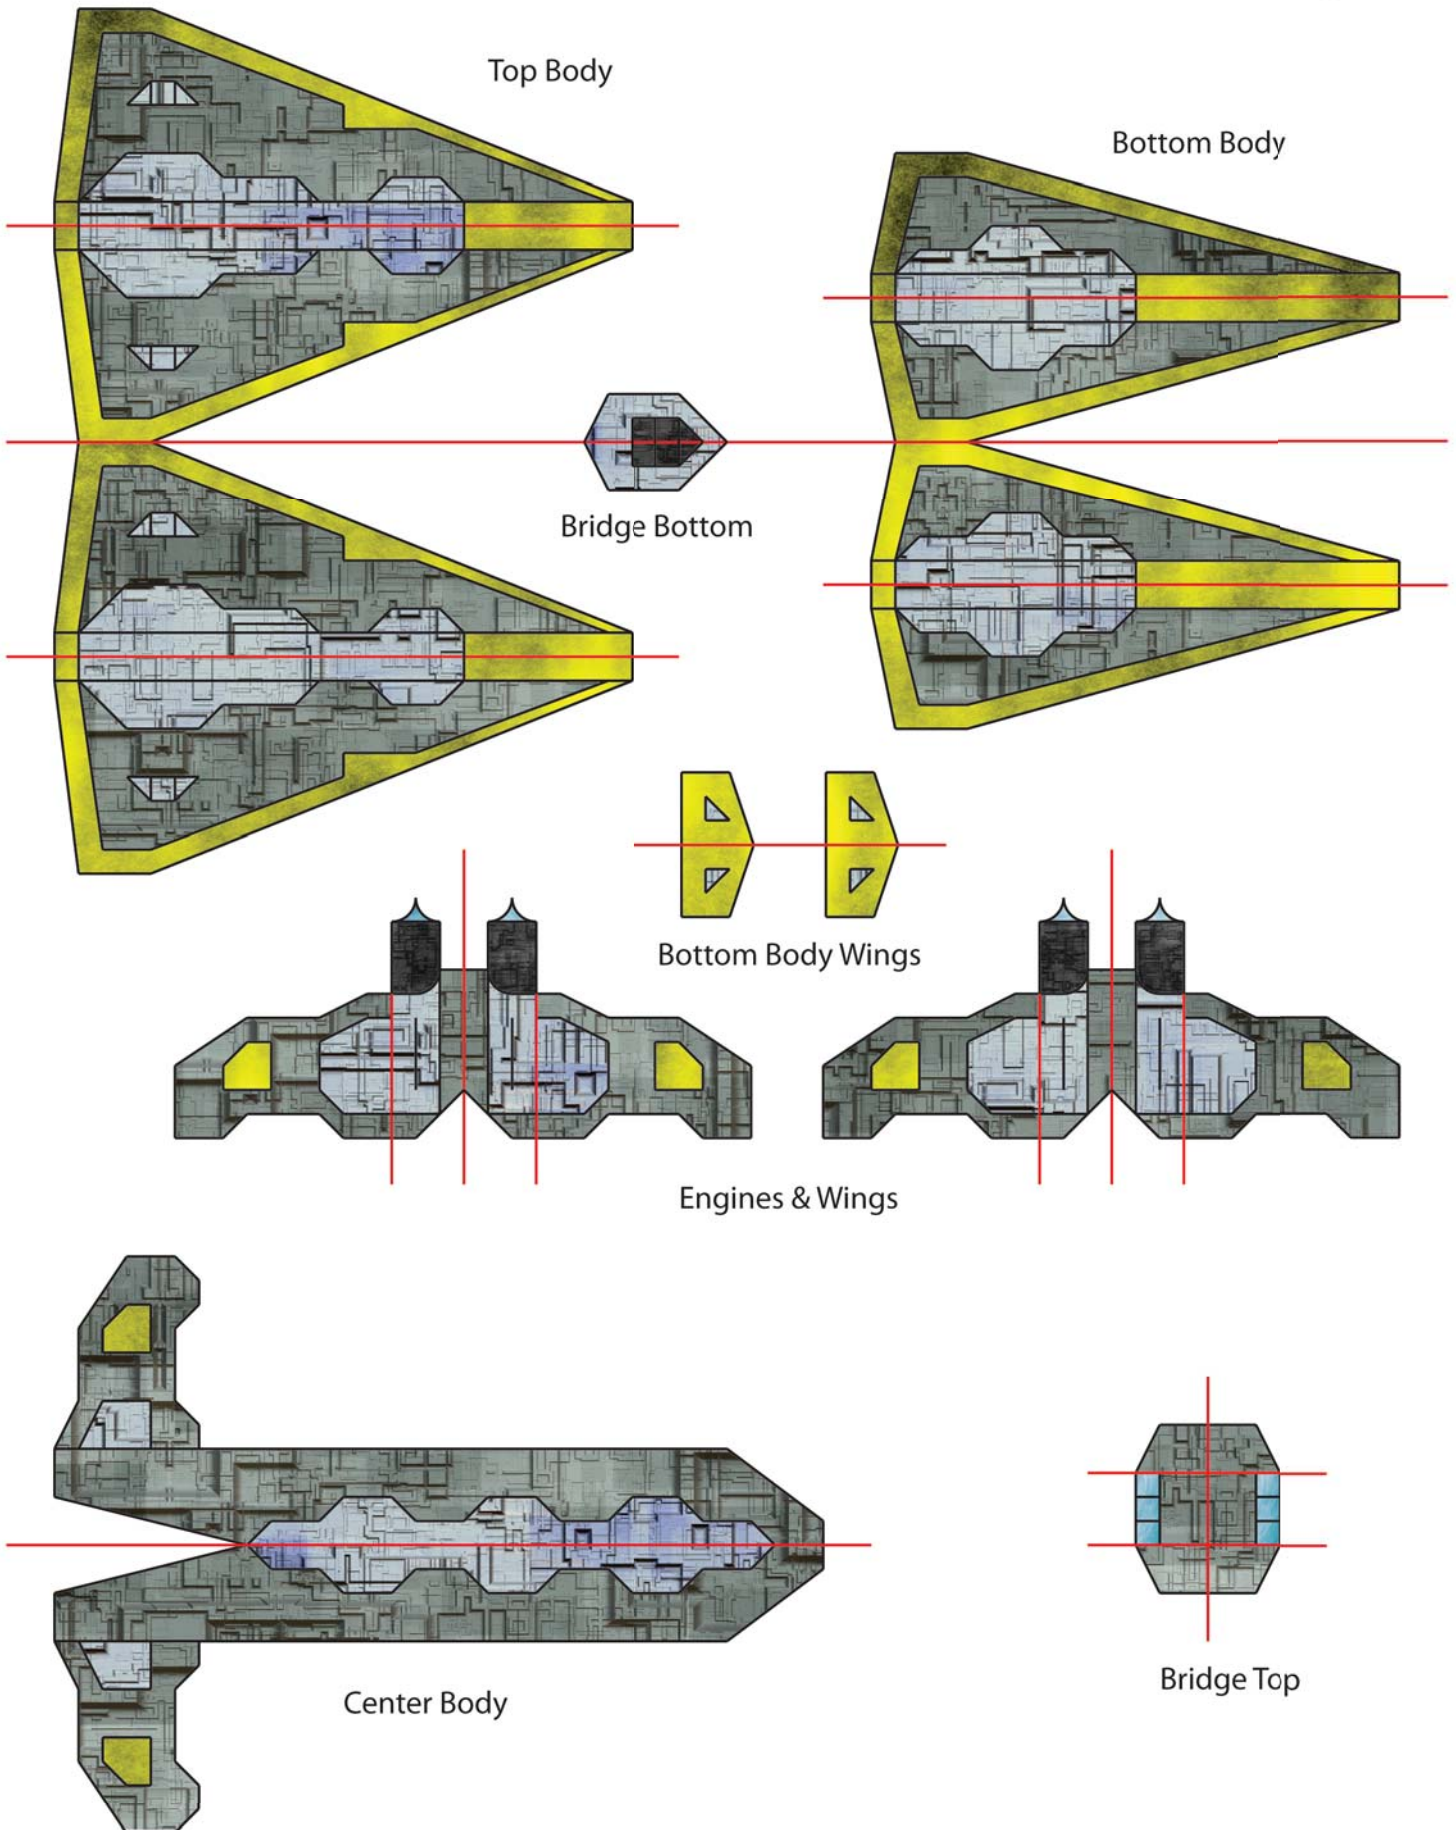 Top Body
Bottom Body
Bridge Bottom
Bottom Body Wings
Engines & Wings
Center Body
Bridge Top